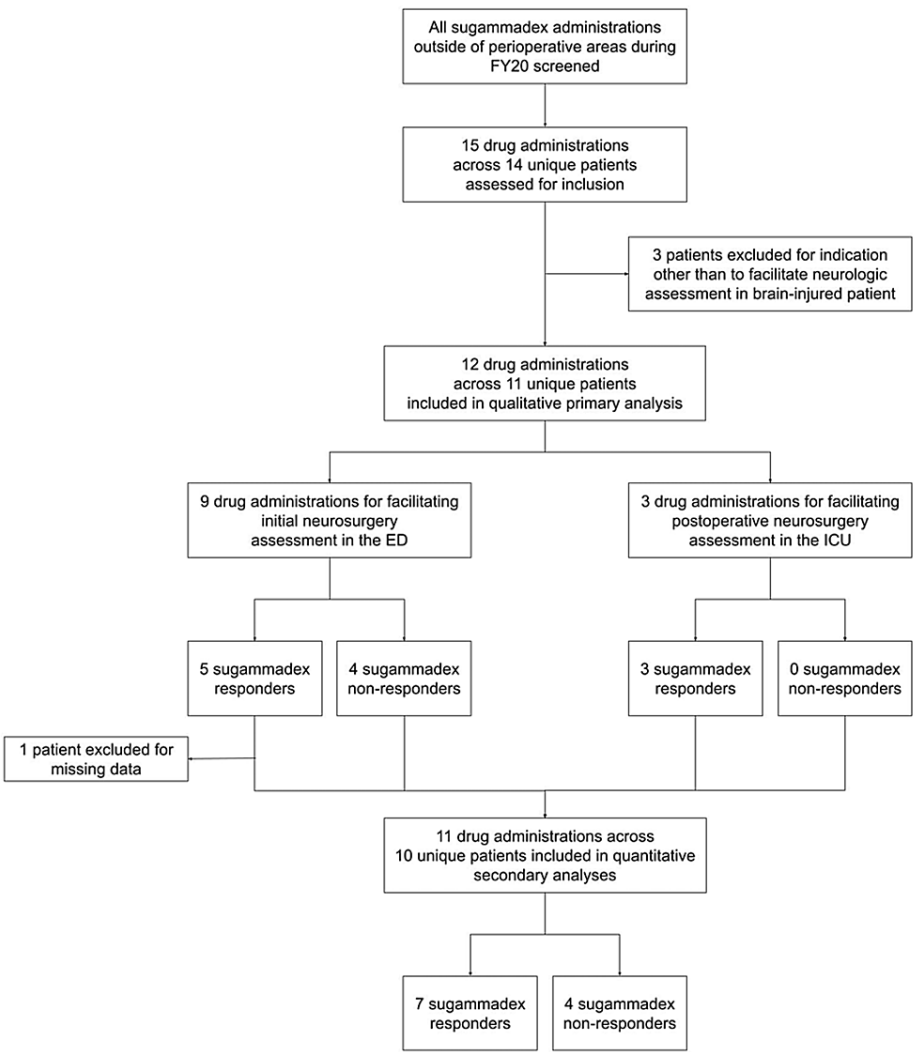 All sugammadex administrations
outside of perioperative areas during
FY20 screened
15 drug administrations
across 14 unique patients
assessed for inclusion
3 patients excluded for indication
other than to facilitate neurologic
assessment in brain-injured patient
12 drug administrations
across 11 unique patients
included in qualitative primary analysis
9 drug administrations for facilitating
initial neurosurgery
assessment in the ED
3 drug administrations for facilitating
postoperative neurosurgery
assessment in the ICU
5 sugammadex
responders
4 sugammadex
non-responders
3 sugammadex
responders
0 sugammadex
non-responders
1 patient excluded for
missing data
11 drug administrations across
10 unique patients included in quantitative
secondary analyses
7 sugammadex
responders
4 sugammadex
non-responders